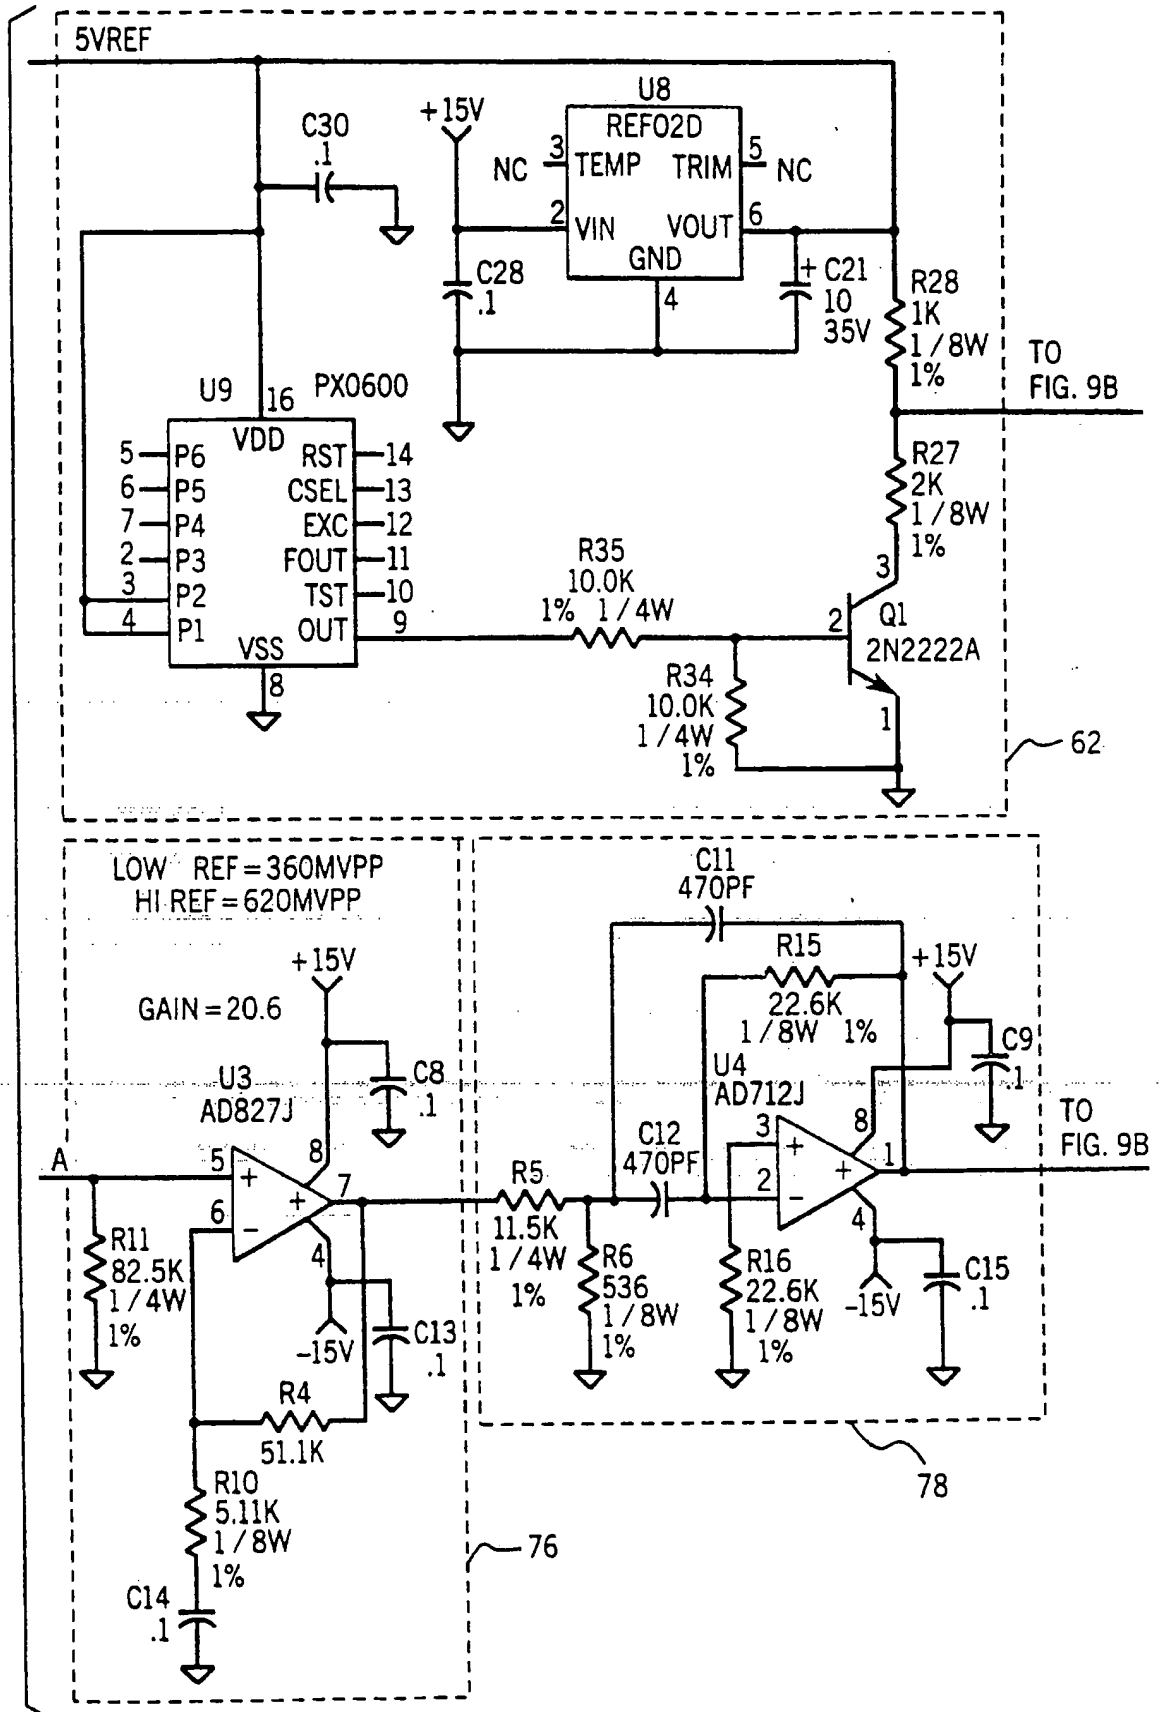 5VREF
C30
.1
+15V
U8
REF02D
NC
3
TEMP
TRIM
5
NC
2
VIN
VOUT
6
GND
4
C28
.1
+
C21
10
35V
R28
1K
1/8W
1%
TO
FIG. 9B
U9
16
PX0600
VDD
5
P6
RST
14
6
P5
CSEL
13
7
P4
EXC
12
2
P3
FOUT
11
3
P2
TST
10
4
P1
OUT
9
VSS
8
R27
2K
1/8W
1%
R35
10.0K
1% 1/4W
3
2
Q1
2N2222A
1
R34
10.0K
1/4W
1%
62
LOW REF=360MVPP
HI REF=620MVPP
+15V
GAIN=20.6
U3
AD827J
C8
.1
A
5
+
8
+
7
6
-
4
R11
82.5K
1/4W
1%
-15V
C13
.1
R4
51.1K
R10
5.11K
1/8W
1%
C14
.1
76
C11
470PF
R15
22.6K
1/8W 1%
+15V
C9
.1
U4
AD712J
C12
470PF
3
+
8
+
1
2
-
4
TO
FIG. 9B
R5
11.5K
1/4W
1%
R6
536
1/8W
1%
R16
22.6K
1/8W
1%
-15V
C15
.1
78